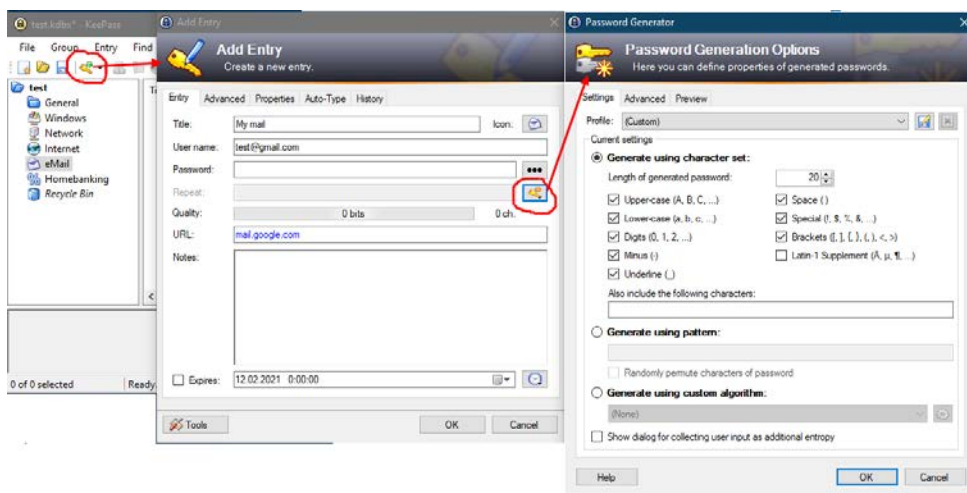 test.kdbx* - KeePass
File Group Entry Find
test
General
Windows
Network
Internet
eMail
Homebanking
Recycle Bin
0 of 0 selected Ready.
Add Entry
Add Entry
Create a new entry.
Entry Advanced Properties Auto-Type History
Title: My mail Icon:
User name: test@gmail.com
Password:
Repeat:
Quality: 0 bits 0 ch.
URL: mail.google.com
Notes:
Expires: 12.02.2021 0:00:00
Tools OK Cancel
Password Generator
Password Generation Options
Here you can define properties of generated passwords.
Settings Advanced Preview
Profile: (Custom)
Current settings
Generate using character set:
Length of generated password: 20
Upper-case (A, B, C, ...) Space ( )
Lower-case (a, b, c, ...) Special (!, $, %, &, ...)
Digits (0, 1, 2, ...) Brackets ([, ], {, }, (, ), <, >)
Minus (-) Latin-1 Supplement (Ä, µ, ¶, ...)
Underline (_)
Also include the following characters:
Generate using pattern:
Randomly permute characters of password
Generate using custom algorithm:
(None)
Show dialog for collecting user input as additional entropy
Help OK Cancel